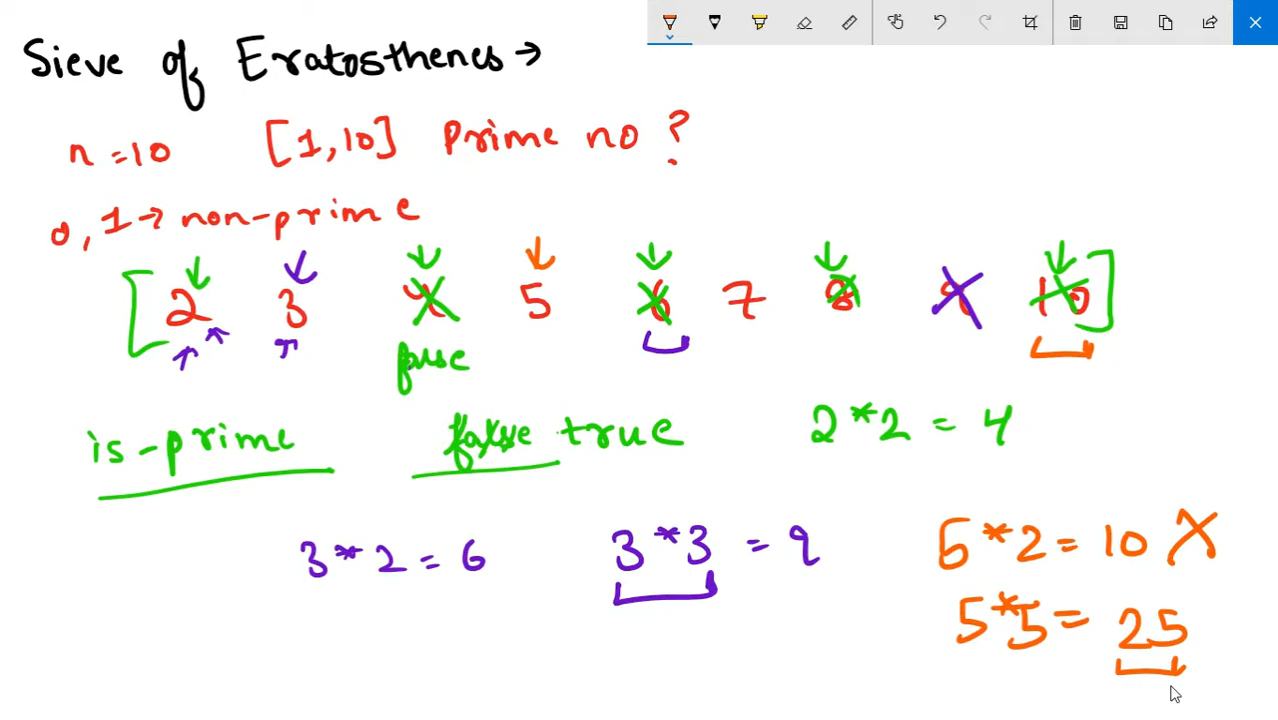 Sieve of Eratosthenes →
n = 10 [1,10] Prime no ?
0, 1 → non-prime
[2 3 4 5 6 7 8 9 10]
false
is-prime false true 2*2 = 4
3*2 = 6 3*3 = 9 5*2 = 10 X
5*5 = 25